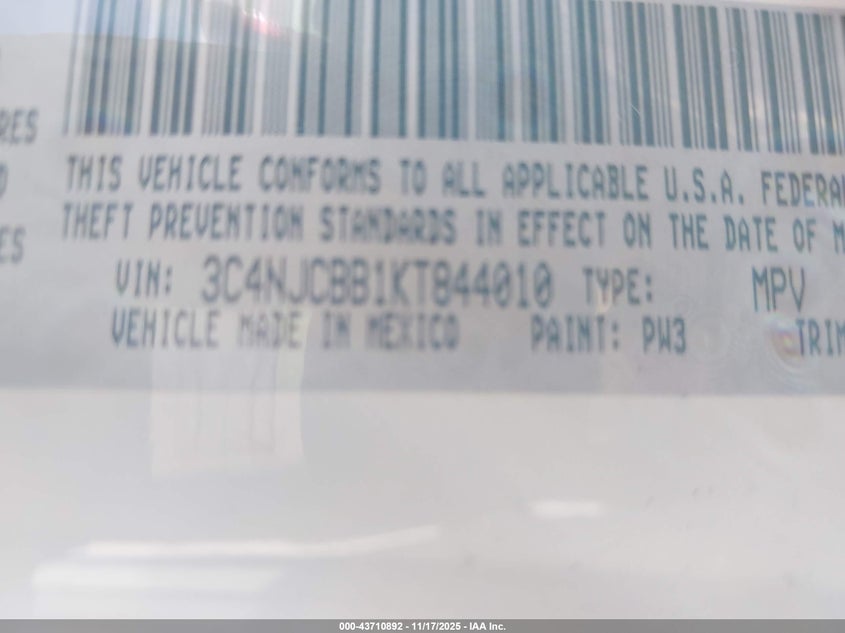 RES
THIS VEHICLE CONFORMS TO ALL APPLICABLE U.S.A. FEDERA
THEFT PREVENTION STANDARDS IN EFFECT ON THE DATE OF M
ES
VIN: 3C4NJCBB1KT844010 TYPE: MPV
VEHICLE MADE IN MEXICO PAINT: PW3 TRIM
000-43710892 - 11/17/2025 - IAA Inc.